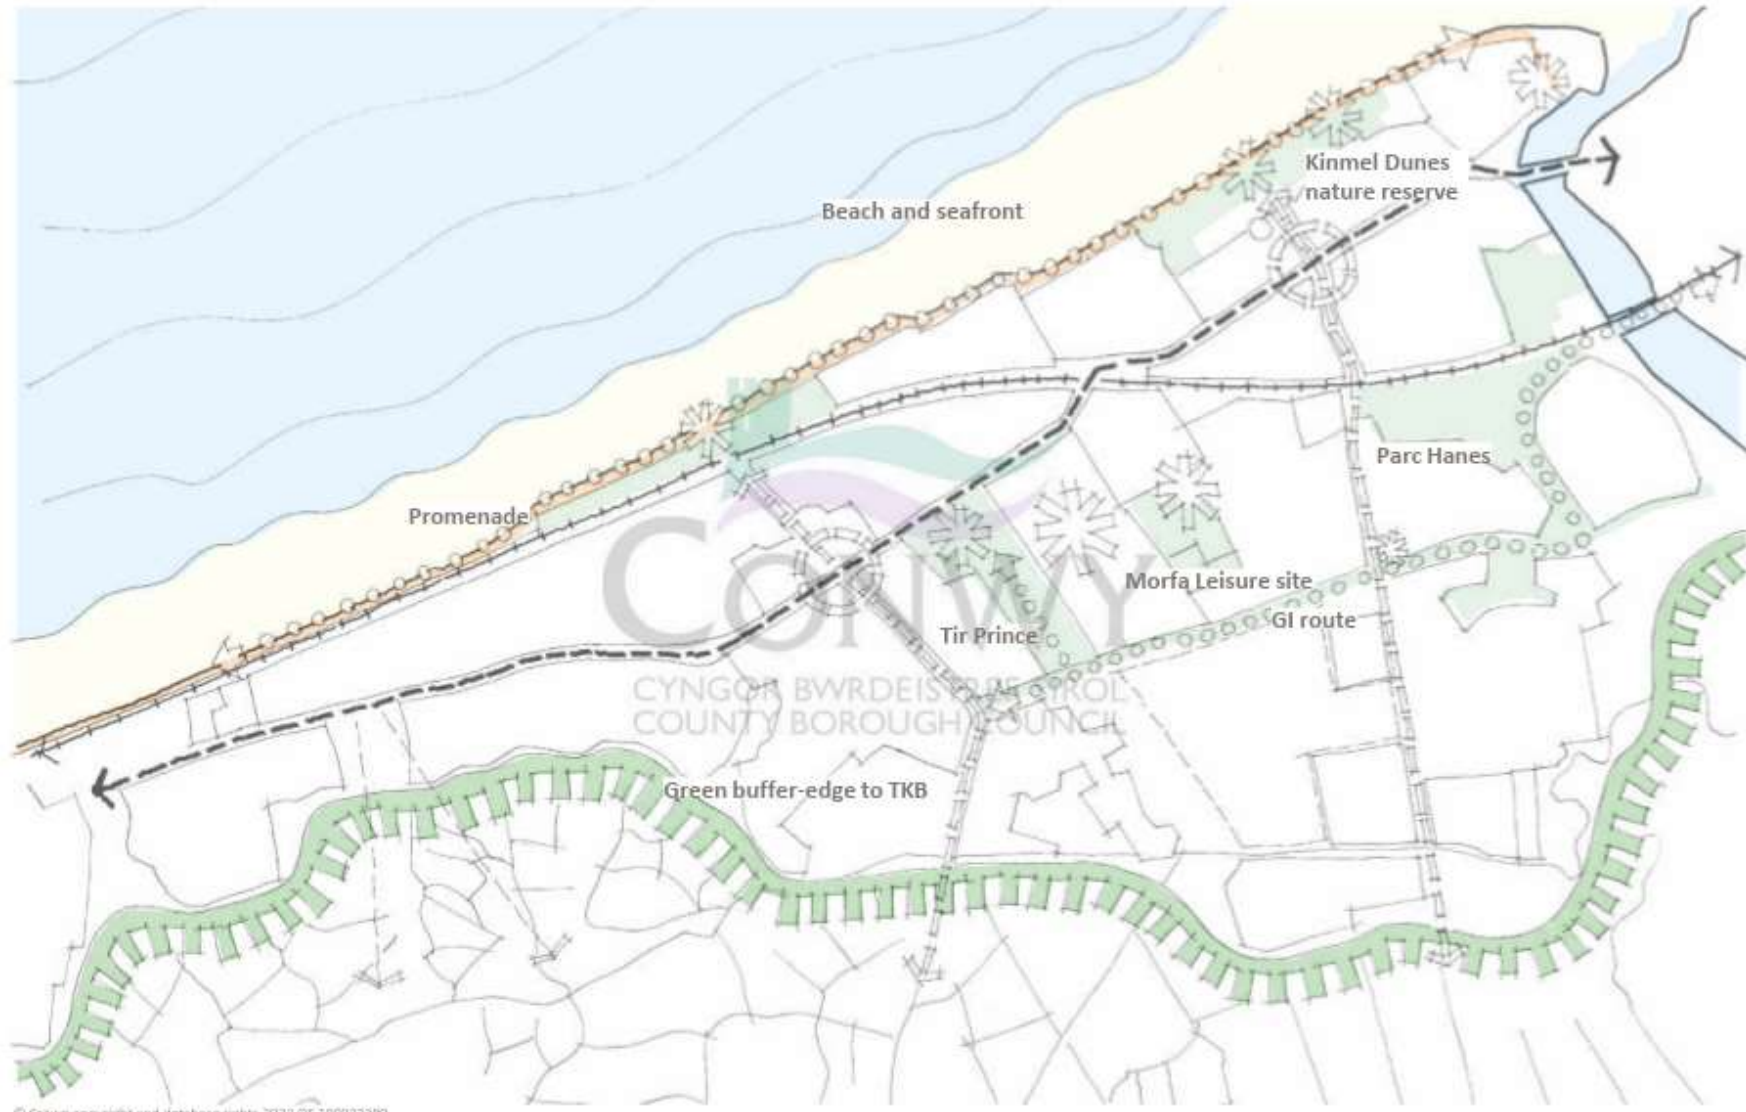 Kinmel Dunes
nature reserve
Beach and seafront
Parc Hanes
Promenade
CONWY
Morfa Leisure site
GI route
Tir Prince
CYNGOR BWRDEISTREF SIROL
COUNTY BOROUGH COUNCIL
Green buffer-edge to TKB